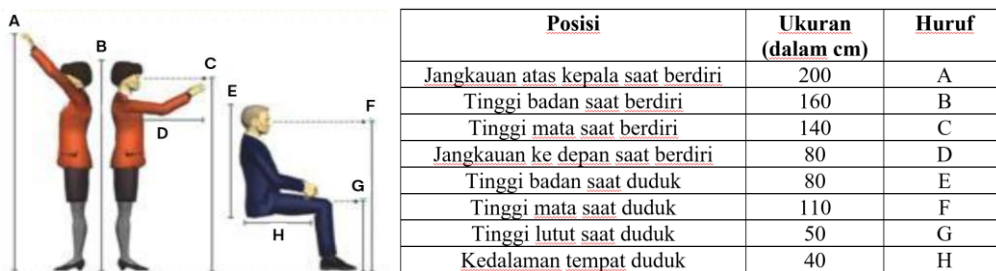 A
B
C
D
E
F
G
H
Posisi Ukuran (dalam cm) Huruf
Jangkauan atas kepala saat berdiri 200 A
Tinggi badan saat berdiri 160 B
Tinggi mata saat berdiri 140 C
Jangkauan ke depan saat berdiri 80 D
Tinggi badan saat duduk 80 E
Tinggi mata saat duduk 110 F
Tinggi lutut saat duduk 50 G
Kedalaman tempat duduk 40 H